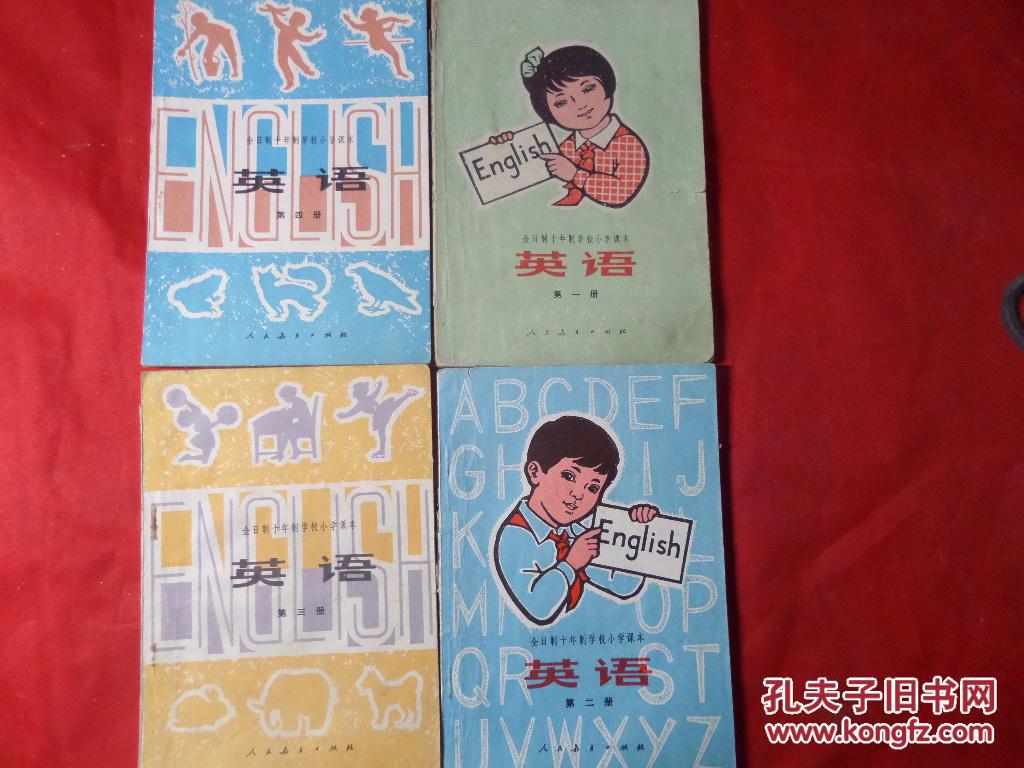 ENGLISH
全日制十年制学校小学课本
英语
第四册
人民教育出版社
English
全日制十年制学校小学课本
英语
第一册
人民教育出版社
ENGLISH
全日制十年制学校小学课本
英语
第三册
人民教育出版社
ABCDEF
GH IJ
K L
MN OP
English
全日制十年制学校小学课本
QR ST
英语
第二册
UVWXYZ
人民教育出版社
孔夫子旧书网
www.kongfz.com